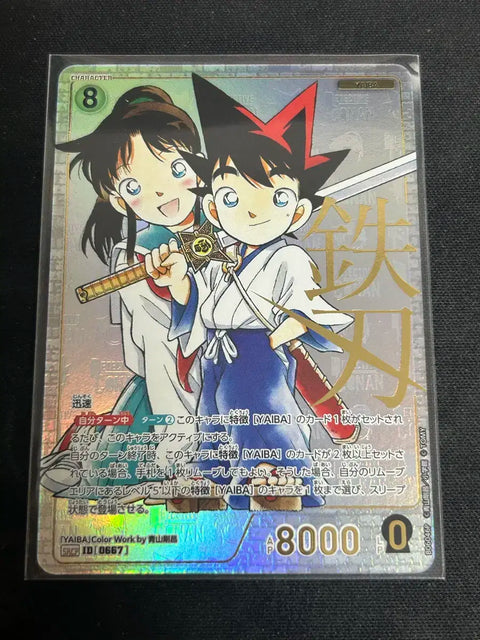 CHARACTER
8
YAIBA
鉄刃
迅速
自分ターン中 ターン② このキャラに特徴［YAIBA］のカード1枚がセットされ
るたび、このキャラをアクティブにする。
自分のターン終了時、このキャラに特徴［YAIBA］のカードが2枚以上セット
されている場合、手札を1枚リムーブしてもよい。そうした場合、自分のリムーブ
エリアにあるレベル5以下の特徴［YAIBA］のキャラを1枚まで選び、スリープ
状態で登場させる。
［YAIBA］Color Work by 青山剛昌
SRCP ID［0667］
AP 8000
0